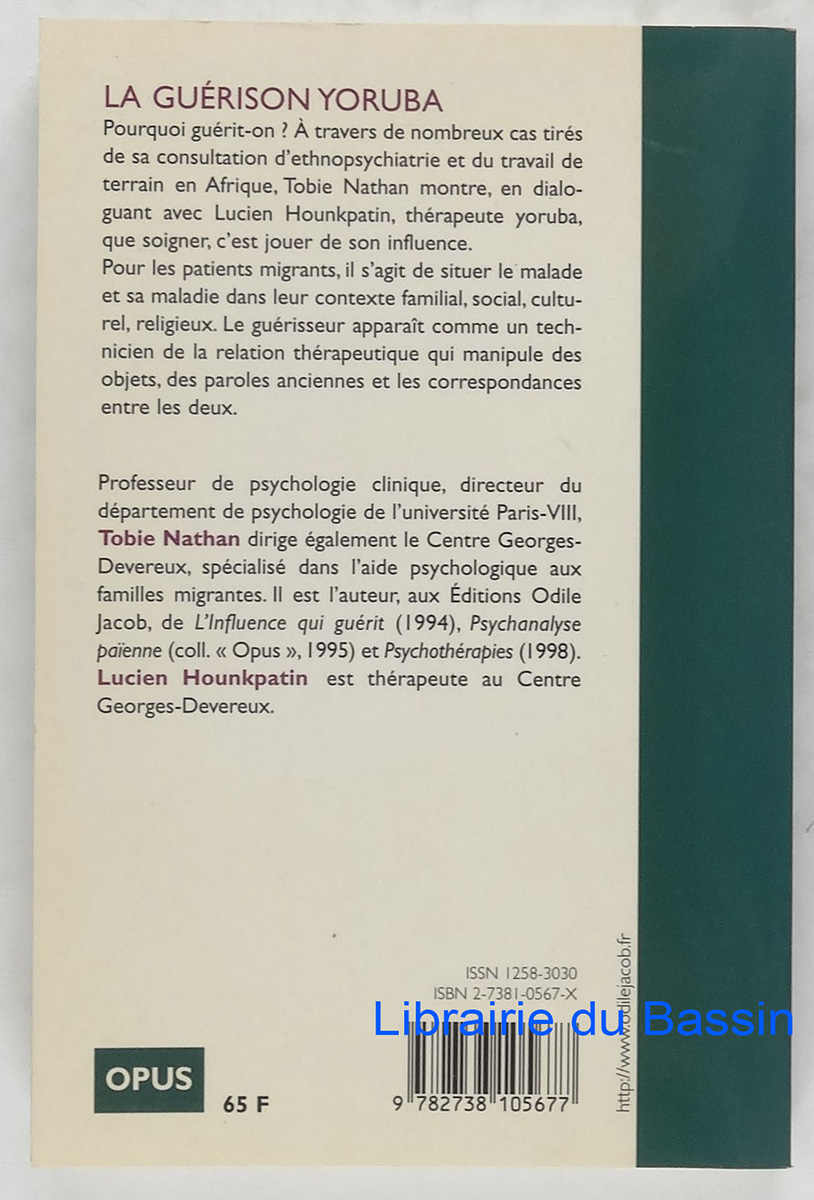 LA GUÉRISON YORUBA
Pourquoi guérit-on ? À travers de nombreux cas tirés
de sa consultation d'ethnopsychiatrie et du travail de
terrain en Afrique, Tobie Nathan montre, en dialo-
guant avec Lucien Hounkpatin, thérapeute yoruba,
que soigner, c'est jouer de son influence.
Pour les patients migrants, il s'agit de situer le malade
et sa maladie dans leur contexte familial, social, cultu-
rel, religieux. Le guérisseur apparaît comme un tech-
nicien de la relation thérapeutique qui manipule des
objets, des paroles anciennes et les correspondances
entre les deux.
Professeur de psychologie clinique, directeur du
département de psychologie de l'université Paris-VIII,
Tobie Nathan dirige également le Centre Georges-
Devereux, spécialisé dans l'aide psychologique aux
familles migrantes. Il est l'auteur, aux Éditions Odile
Jacob, de L'Influence qui guérit (1994), Psychanalyse
païenne (coll. « Opus », 1995) et Psychothérapies (1998).
Lucien Hounkpatin est thérapeute au Centre
Georges-Devereux.
ISSN 1258-3030
ISBN 2-7381-0567-X
Librairie du Bassin
http://www.odilejacob.fr
OPUS
65 F
9 782738 105677